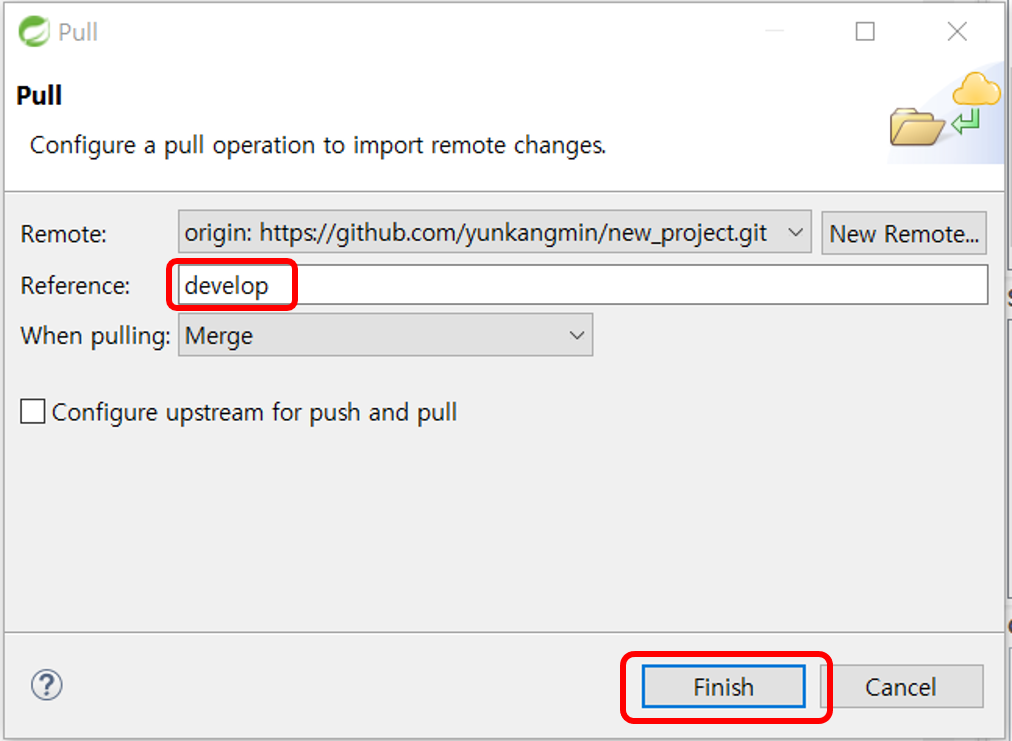 Pull
Pull
Configure a pull operation to import remote changes.
Remote: origin: https://github.com/yunkangmin/new_project.git New Remote...
Reference: develop
When pulling: Merge
Configure upstream for push and pull
? Finish Cancel